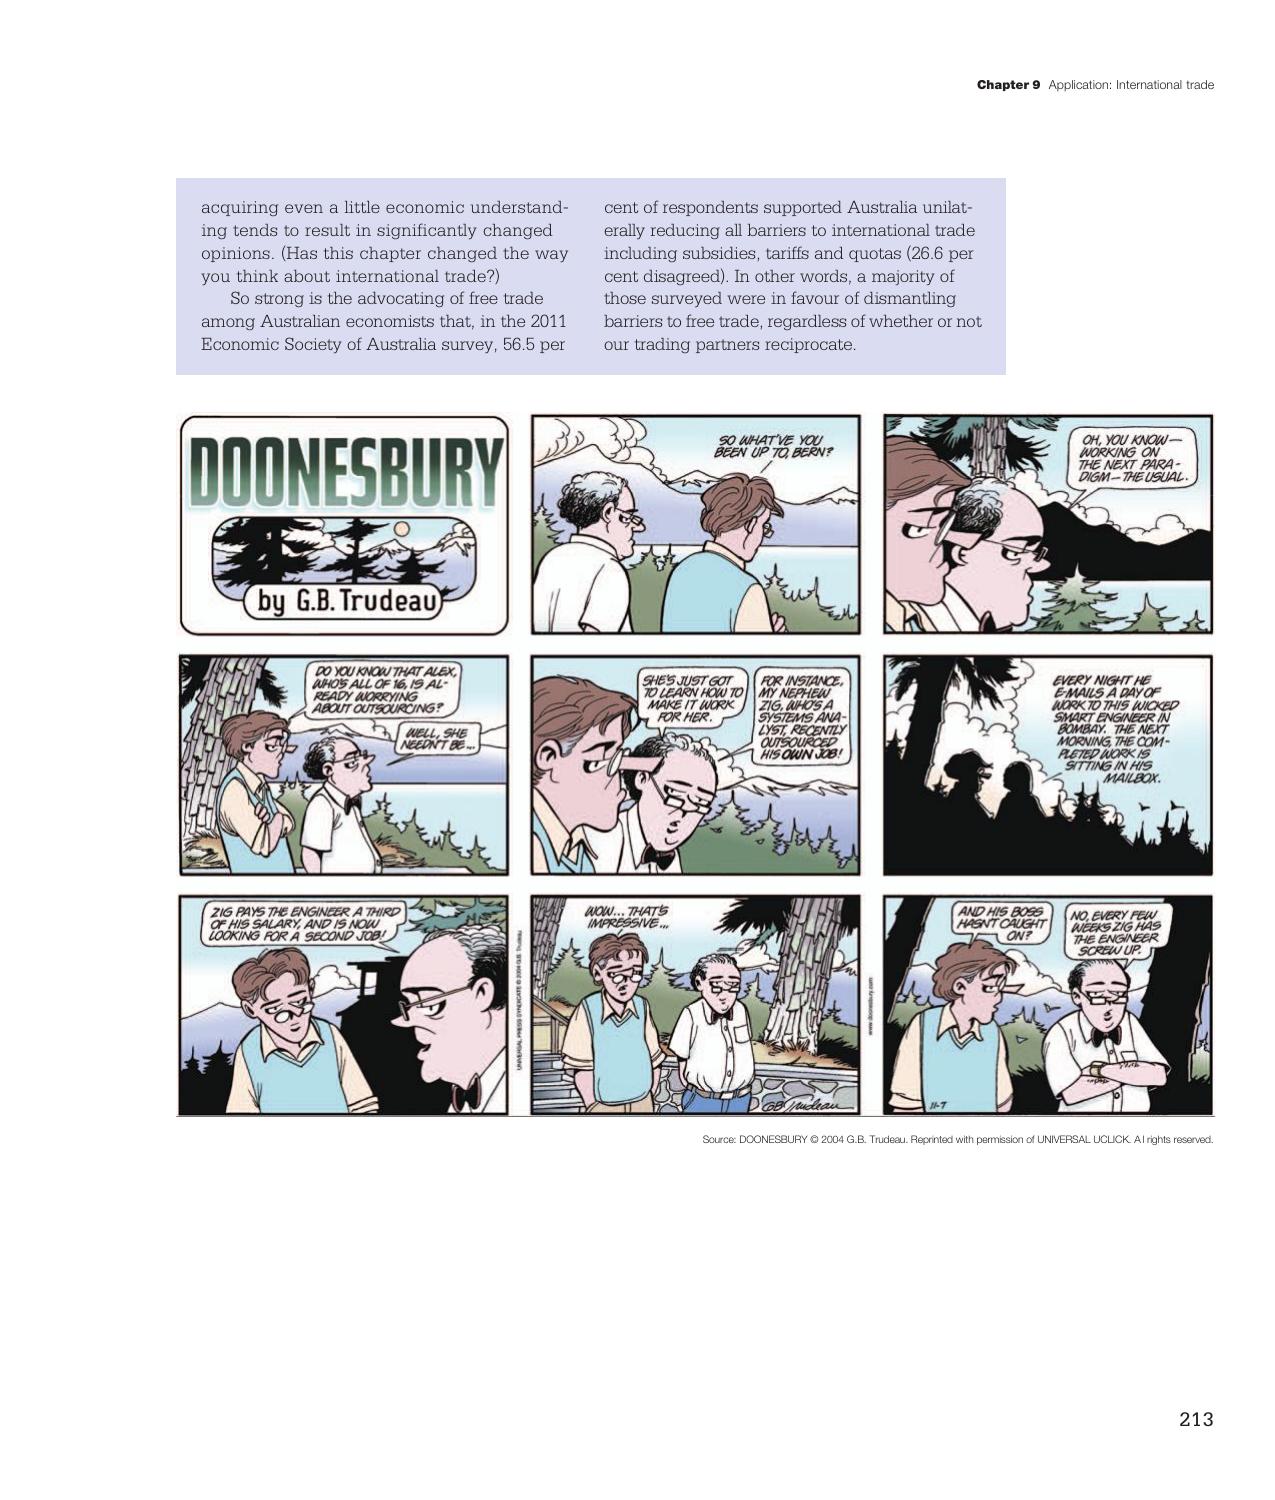 Chapter 9 Application: International trade
acquiring even a little economic understand-
ing tends to result in significantly changed
opinions. (Has this chapter changed the way
you think about international trade?)
So strong is the advocating of free trade
among Australian economists that, in the 2011
Economic Society of Australia survey, 56.5 per
cent of respondents supported Australia unilat-
erally reducing all barriers to international trade
including subsidies, tariffs and quotas (26.6 per
cent disagreed). In other words, a majority of
those surveyed were in favour of dismantling
barriers to free trade, regardless of whether or not
our trading partners reciprocate.
DOONESBURY
by G.B. Trudeau
SO WHAT'VE YOU
BEEN UP TO, BERN?
OH, YOU KNOW—
WORKING ON
THE NEXT PARA-
DIGM—THE USUAL.
DO YOU KNOW THAT ALEX,
WHO'S ALL OF 16, IS AL-
READY WORRYING
ABOUT OUTSOURCING?
WELL, SHE
NEEDN'T BE...
SHE'S JUST GOT
TO LEARN HOW TO
MAKE IT WORK
FOR HER.
FOR INSTANCE,
MY NEPHEW
ZIG, WHO'S A
SYSTEMS ANA-
LYST, RECENTLY
OUTSOURCED
HIS OWN JOB!
EVERY NIGHT HE
E-MAILS A DAY OF
WORK TO THIS WICKED
SMART ENGINEER IN
BOMBAY. THE NEXT
MORNING, THE COM-
PLETED WORK IS
SITTING IN HIS
MAILBOX.
ZIG PAYS THE ENGINEER A THIRD
OF HIS SALARY, AND IS NOW
LOOKING FOR A SECOND JOB!
UNIVERSAL PRESS SYNDICATE © 2004 G.B. Trudeau
WOW... THAT'S
IMPRESSIVE...
GB Trudeau
www.doonesbury.com
AND HIS BOSS
HASN'T CAUGHT
ON?
NO, EVERY FEW
WEEKS ZIG HAS
THE ENGINEER
SCREW UP.
11-7
Source: DOONESBURY © 2004 G.B. Trudeau. Reprinted with permission of UNIVERSAL UCLICK. All rights reserved.
213